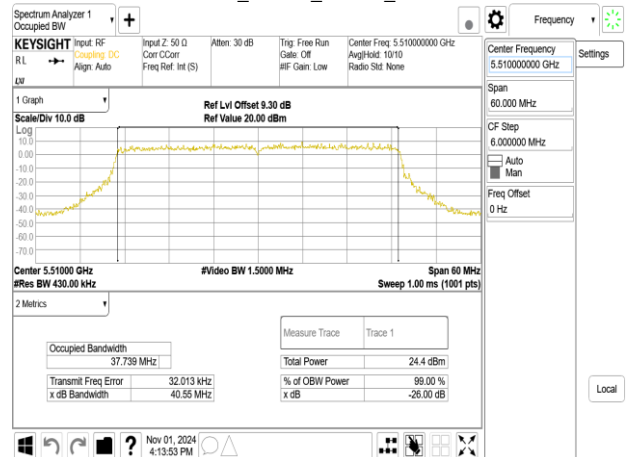 Spectrum Analyzer 1
Occupied BW
Frequency
KEYSIGHT
Input: RF
Coupling: DC
Align: Auto
Input Z: 50 Ω
Corr CCorr
Freq Ref: Int (S)
Atten: 30 dB
Trig: Free Run
Gate: Off
#IF Gain: Low
Center Freq: 5.510000000 GHz
Avg|Hold: 10/10
Radio Std: None
R L
LXI
Center Frequency
5.510000000 GHz
Settings
Span
60.000 MHz
CF Step
6.000000 MHz
Auto
Man
Freq Offset
0 Hz
1 Graph
Scale/Div 10.0 dB
Ref Lvl Offset 9.30 dB
Ref Value 20.00 dBm
Log
10.0
0.00
-10.0
-20.0
-30.0
-40.0
-50.0
-60.0
-70.0
Center 5.51000 GHz
#Res BW 430.00 kHz
#Video BW 1.5000 MHz
Span 60 MHz
Sweep 1.00 ms (1001 pts)
2 Metrics
Measure Trace Trace 1
Occupied Bandwidth
37.739 MHz
Total Power 24.4 dBm
Transmit Freq Error 32.013 kHz
% of OBW Power 99.00 %
x dB Bandwidth 40.55 MHz
x dB -26.00 dB
Local
?
Nov 01, 2024
4:13:53 PM